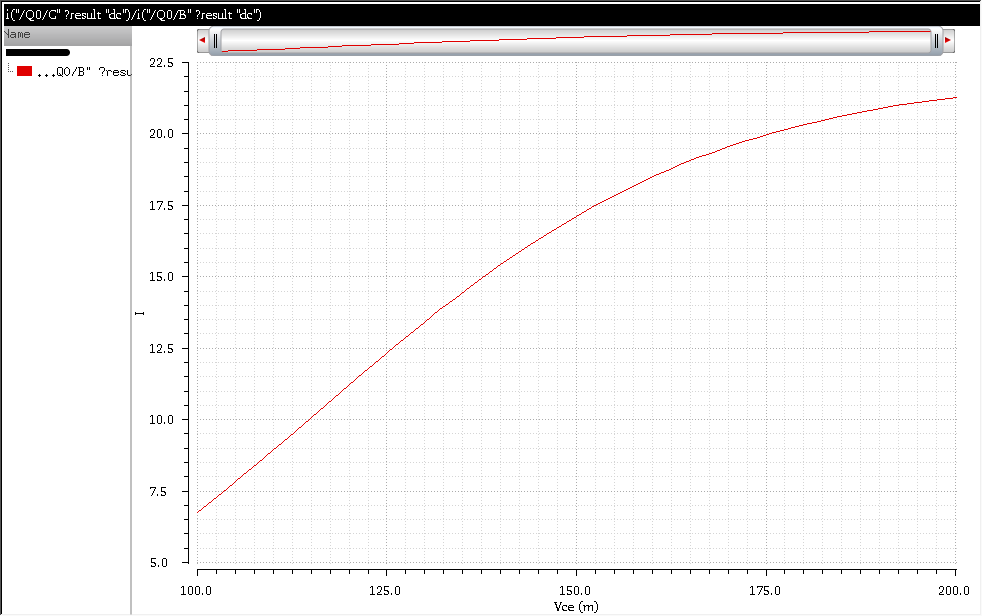 i("/Q0/C" ?result "dc")/i("/Q0/B" ?result "dc")
Name
...Q0/B" ?resu
22.5
20.0
17.5
15.0
12.5
10.0
7.5
5.0
I
100.0 125.0 150.0 175.0 200.0
Vce (m)